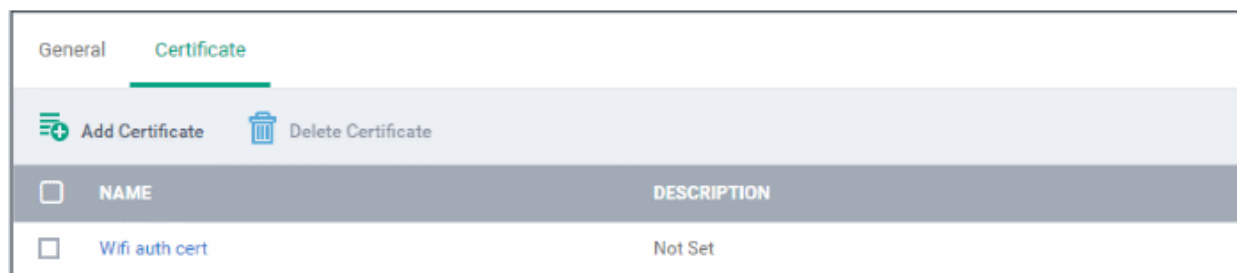 General Certificate
Add Certificate Delete Certificate
NAME DESCRIPTION
Wifi auth cert Not Set